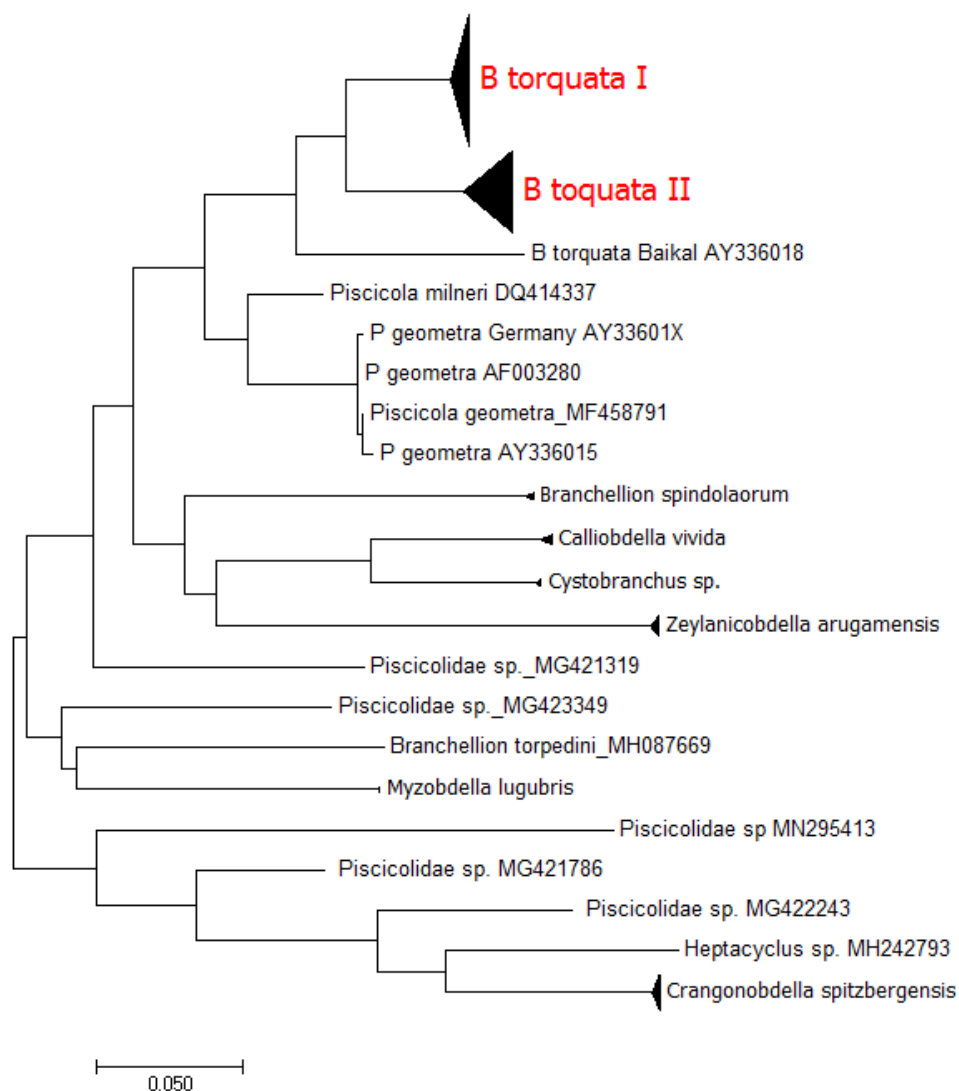 B torquata I
B toquata II
B torquata Baikal AY336018
Piscicola milneri DQ414337
P geometra Germany AY33601X
P geometra AF003280
Piscicola geometra_MF458791
P geometra AY336015
Branchellion spindolaorum
Calliobdella vivida
Cystobranchus sp.
Zeylanicobdella arugamensis
Piscicolidae sp._MG421319
Piscicolidae sp._MG423349
Branchellion torpedini_MH087669
Myzobdella lugubris
Piscicolidae sp MN295413
Piscicolidae sp. MG421786
Piscicolidae sp. MG422243
Heptacyclus sp. MH242793
Crangonobdella spitzbergensis
0.050